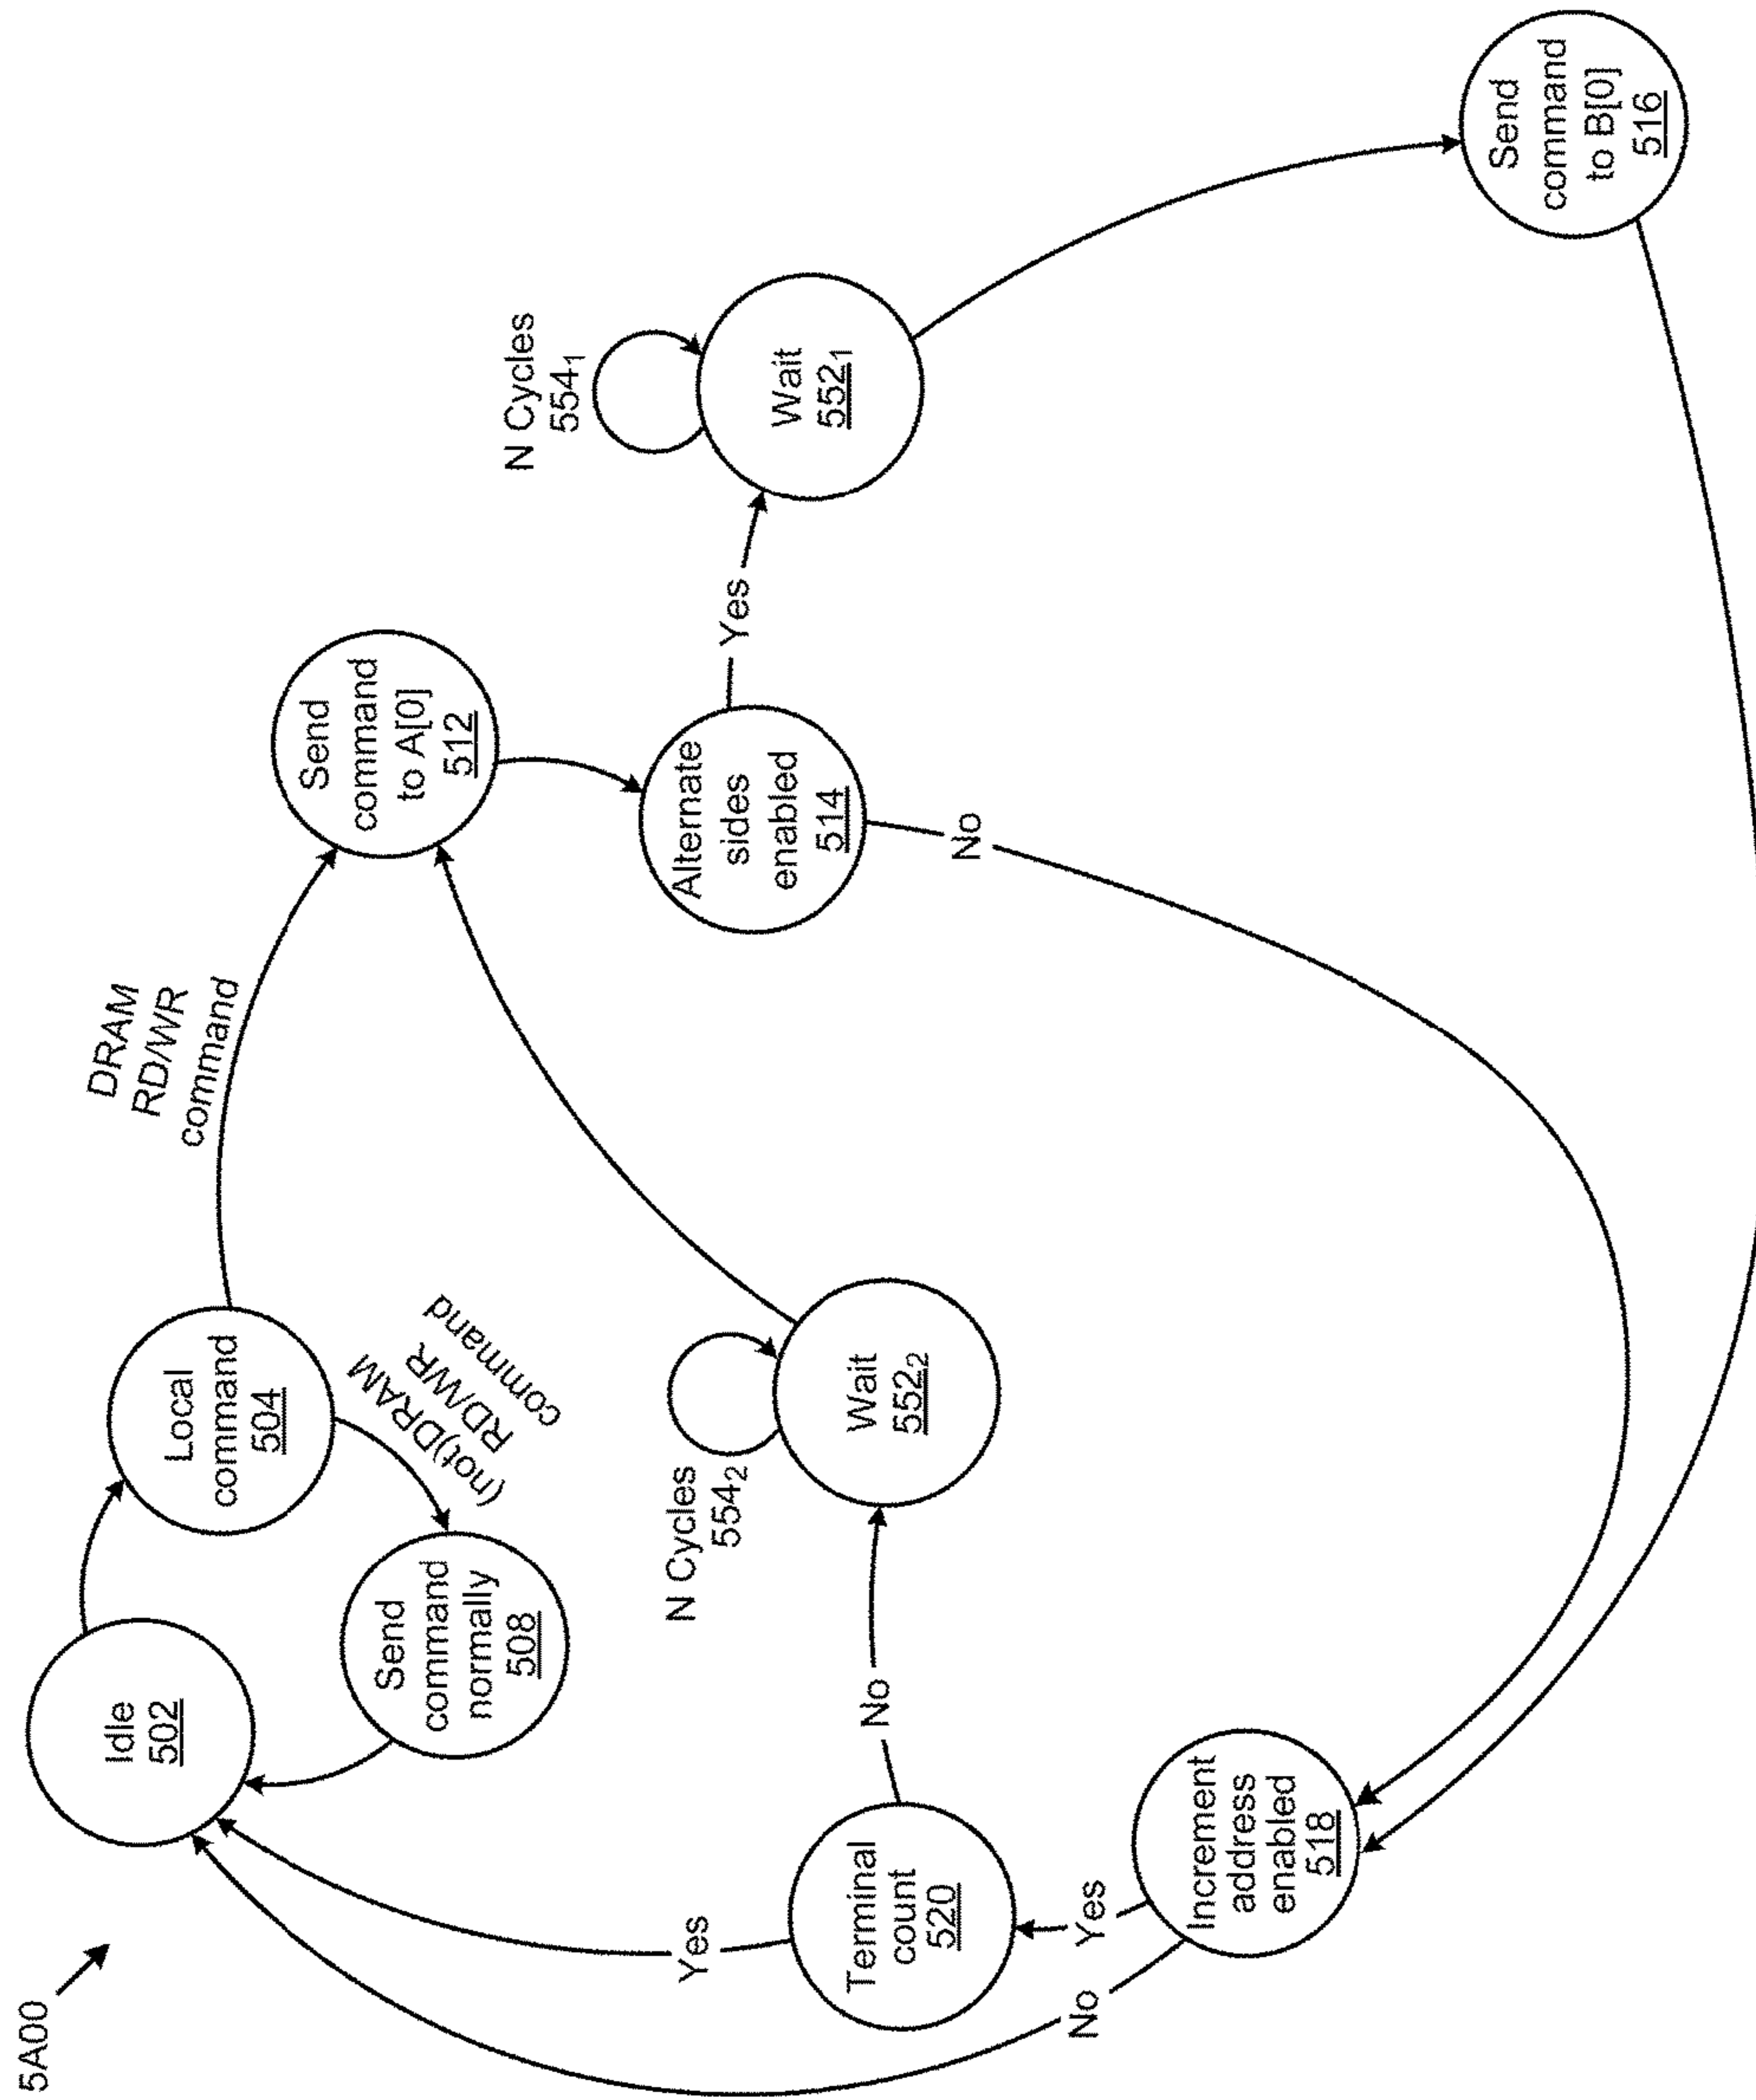 5A00
Idle
502
Local
command
504
DRAM
RD/WR
command
(not)DRAM
RD/WR
command
Send
command
normally
508
Send
command
to A[0]
512
Alternate
sides
enabled
514
Yes
No
N Cycles
554₁
Wait
552₁
Send
command
to B[0]
516
N Cycles
554₂
Wait
552₂
No
Terminal
count
520
Yes
Yes
No
Increment
address
enabled
518